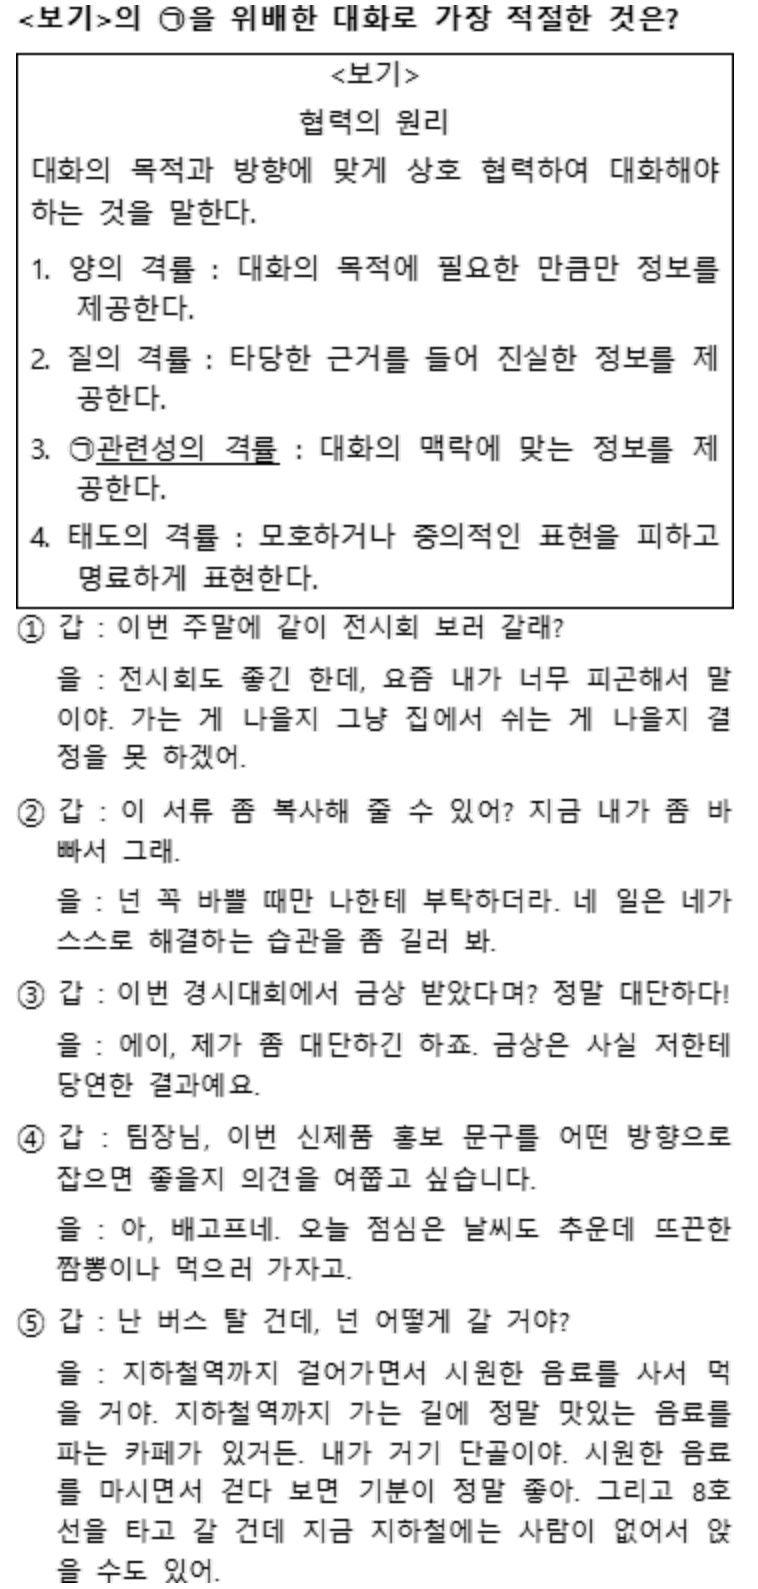 <보기>의 ㉠을 위배한 대화로 가장 적절한 것은?
<보기>
협력의 원리
대화의 목적과 방향에 맞게 상호 협력하여 대화해야
하는 것을 말한다.
1. 양의 격률 : 대화의 목적에 필요한 만큼만 정보를
제공한다.
2. 질의 격률 : 타당한 근거를 들어 진실한 정보를 제
공한다.
3. ㉠관련성의 격률 : 대화의 맥락에 맞는 정보를 제
공한다.
4. 태도의 격률 : 모호하거나 중의적인 표현을 피하고
명료하게 표현한다.
① 갑 : 이번 주말에 같이 전시회 보러 갈래?
을 : 전시회도 좋긴 한데, 요즘 내가 너무 피곤해서 말
이야. 가는 게 나을지 그냥 집에서 쉬는 게 나을지 결
정을 못 하겠어.
② 갑 : 이 서류 좀 복사해 줄 수 있어? 지금 내가 좀 바
빠서 그래.
을 : 넌 꼭 바쁠 때만 나한테 부탁하더라. 네 일은 네가
스스로 해결하는 습관을 좀 길러 봐.
③ 갑 : 이번 경시대회에서 금상 받았다며? 정말 대단하다!
을 : 에이, 제가 좀 대단하긴 하죠. 금상은 사실 저한테
당연한 결과예요.
④ 갑 : 팀장님, 이번 신제품 홍보 문구를 어떤 방향으로
잡으면 좋을지 의견을 여쭙고 싶습니다.
을 : 아, 배고프네. 오늘 점심은 날씨도 추운데 뜨끈한
짬뽕이나 먹으러 가자고.
⑤ 갑 : 난 버스 탈 건데, 넌 어떻게 갈 거야?
을 : 지하철역까지 걸어가면서 시원한 음료를 사서 먹
을 거야. 지하철역까지 가는 길에 정말 맛있는 음료를
파는 카페가 있거든. 내가 거기 단골이야. 시원한 음료
를 마시면서 걷다 보면 기분이 정말 좋아. 그리고 8호
선을 타고 갈 건데 지금 지하철에는 사람이 없어서 앉
을 수도 있어.